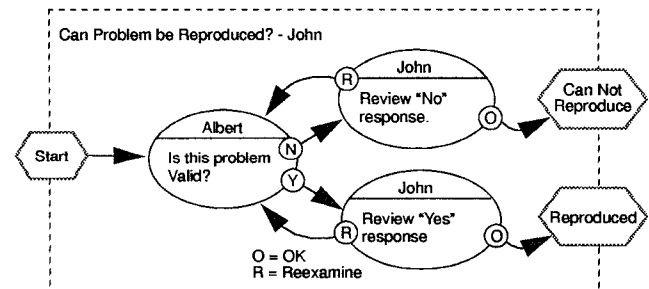 Can Problem be Reproduced? - John
John
R
Review "No"
response.
O
Can Not
Reproduce
Albert
Is this problem
Valid?
N
Y
Start
John
Review "Yes"
response
R
O
Reproduced
O = OK
R = Reexamine